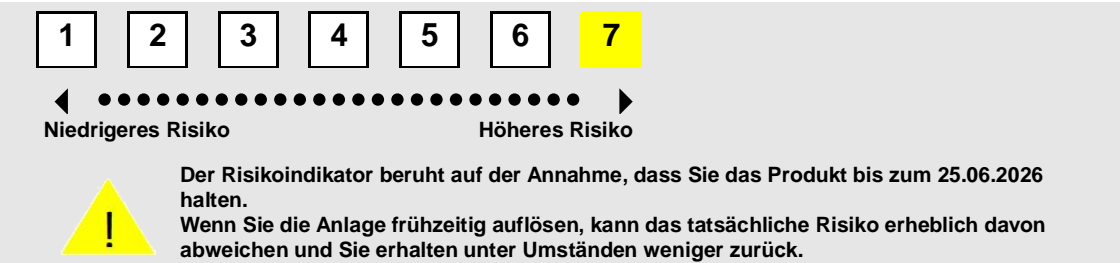 1 2 3 4 5 6 7
Niedrigeres Risiko Höheres Risiko
Der Risikoindikator beruht auf der Annahme, dass Sie das Produkt bis zum 25.06.2026
halten.
Wenn Sie die Anlage frühzeitig auflösen, kann das tatsächliche Risiko erheblich davon
abweichen und Sie erhalten unter Umständen weniger zurück.
!